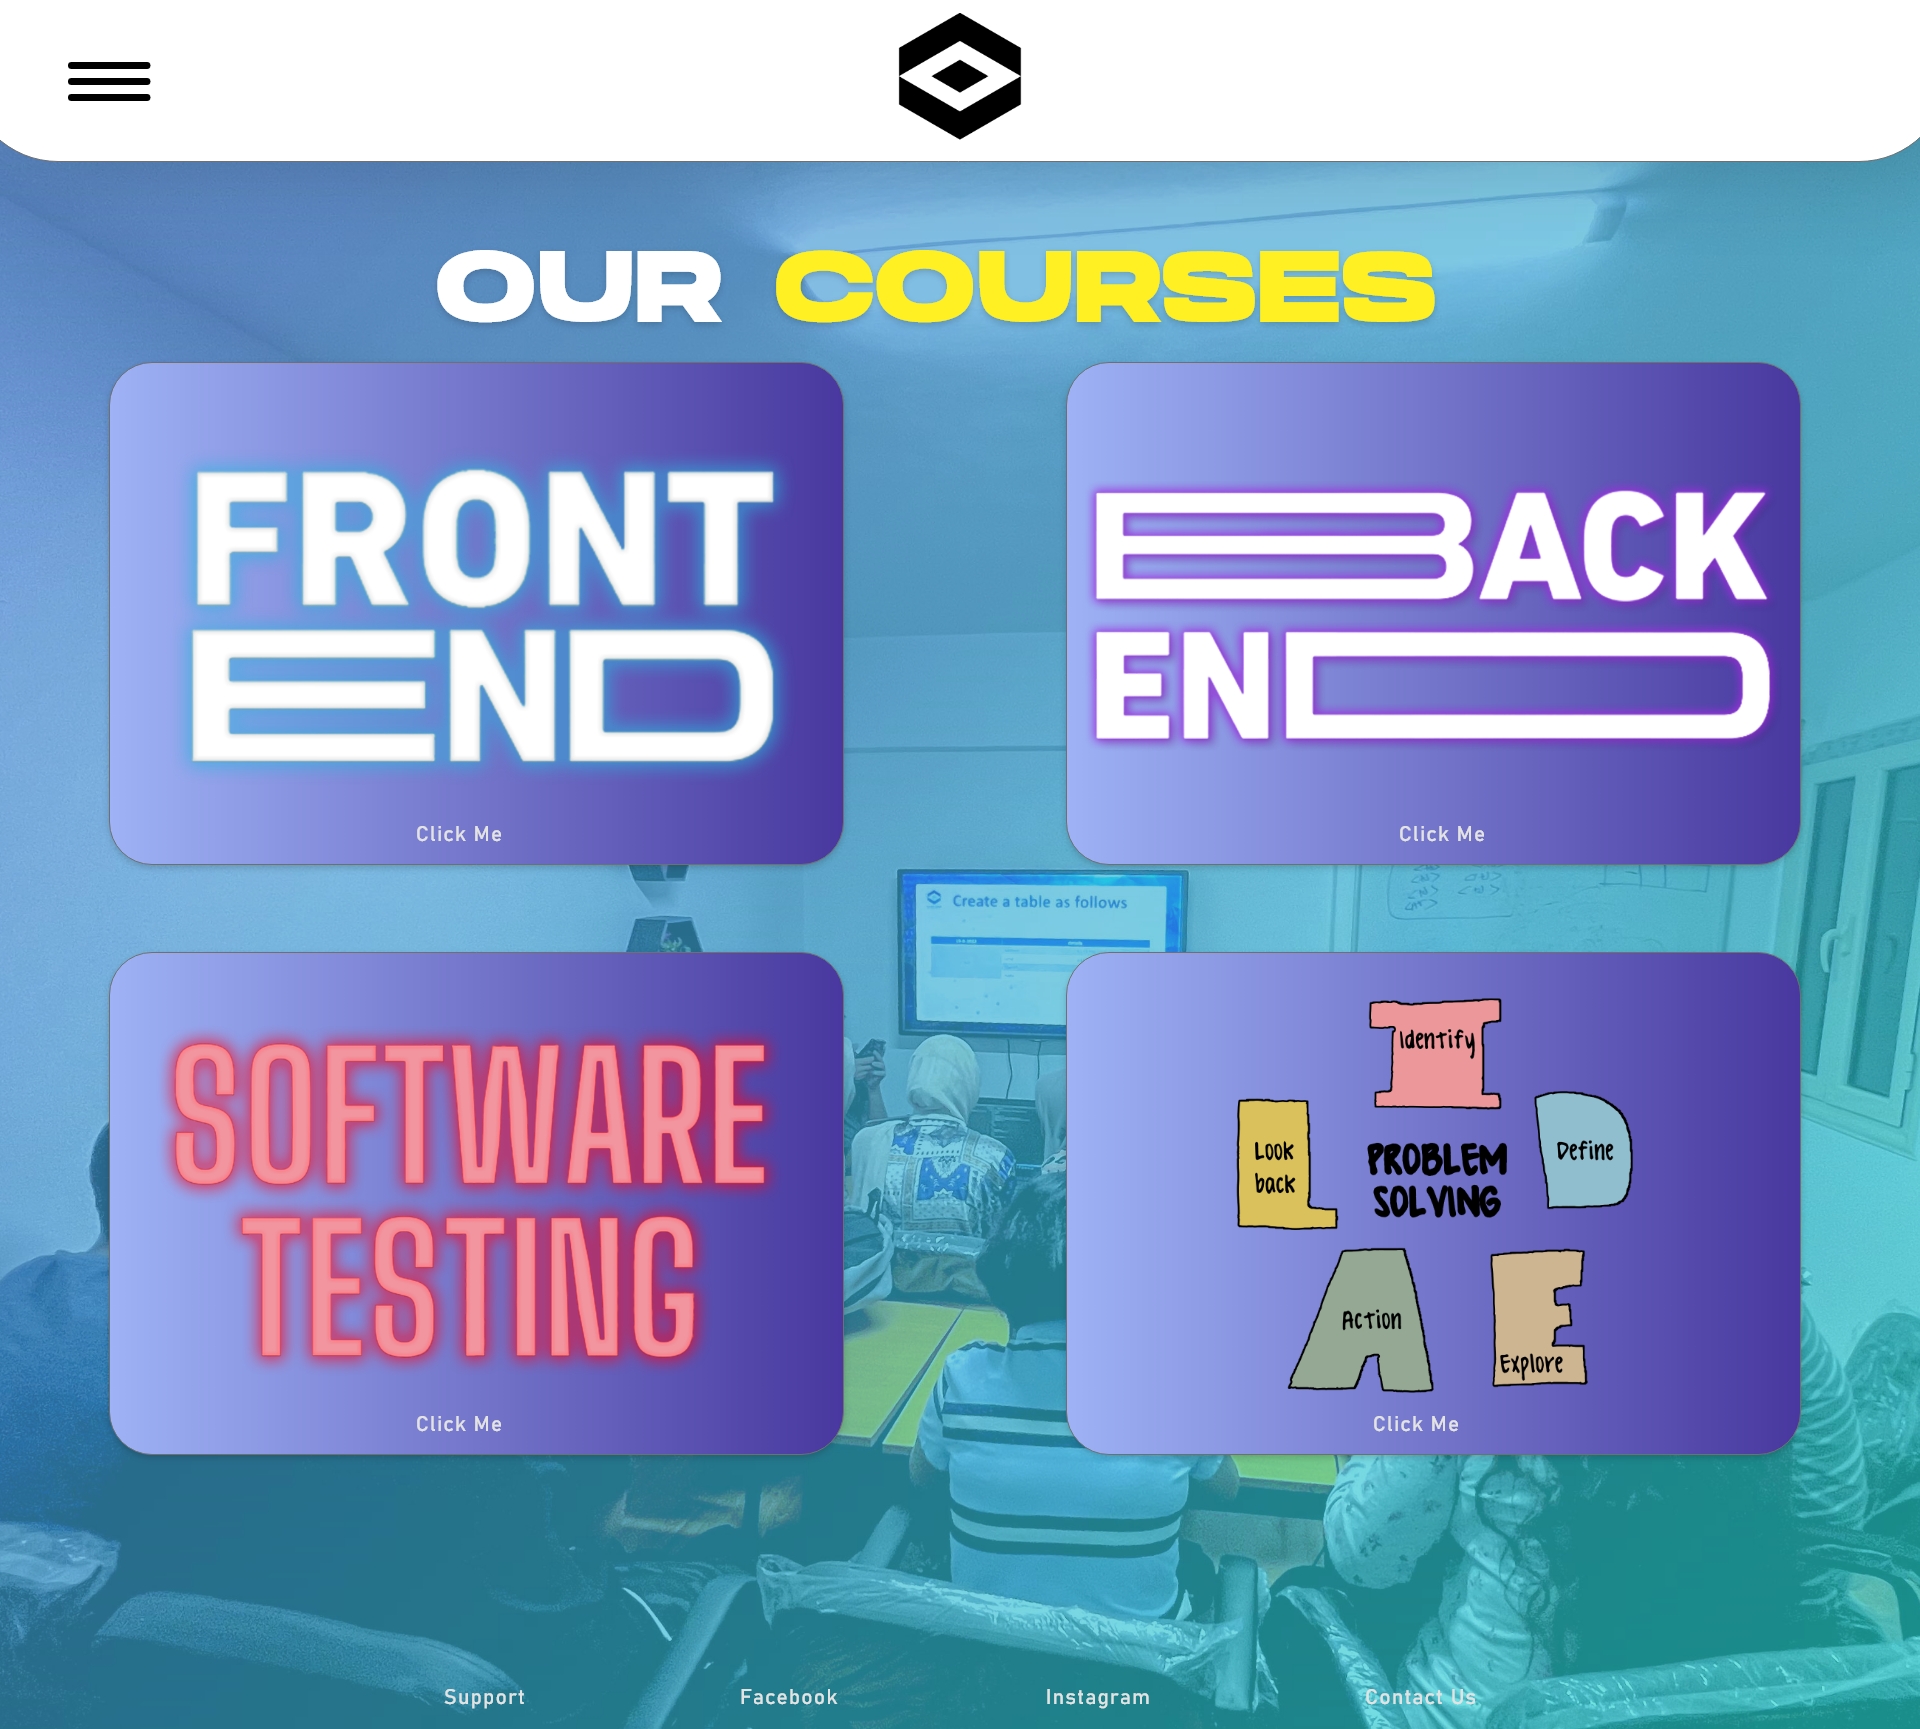 OUR COURSES
FRONT
END
Click Me
BACK
END
Click Me
Create a table as follows
SOFTWARE
TESTING
Click Me
I
Identify
L
Look
back
PROBLEM
SOLVING
D
Define
A
Action
E
Explore
Click Me
Support
Facebook
Instagram
Contact Us